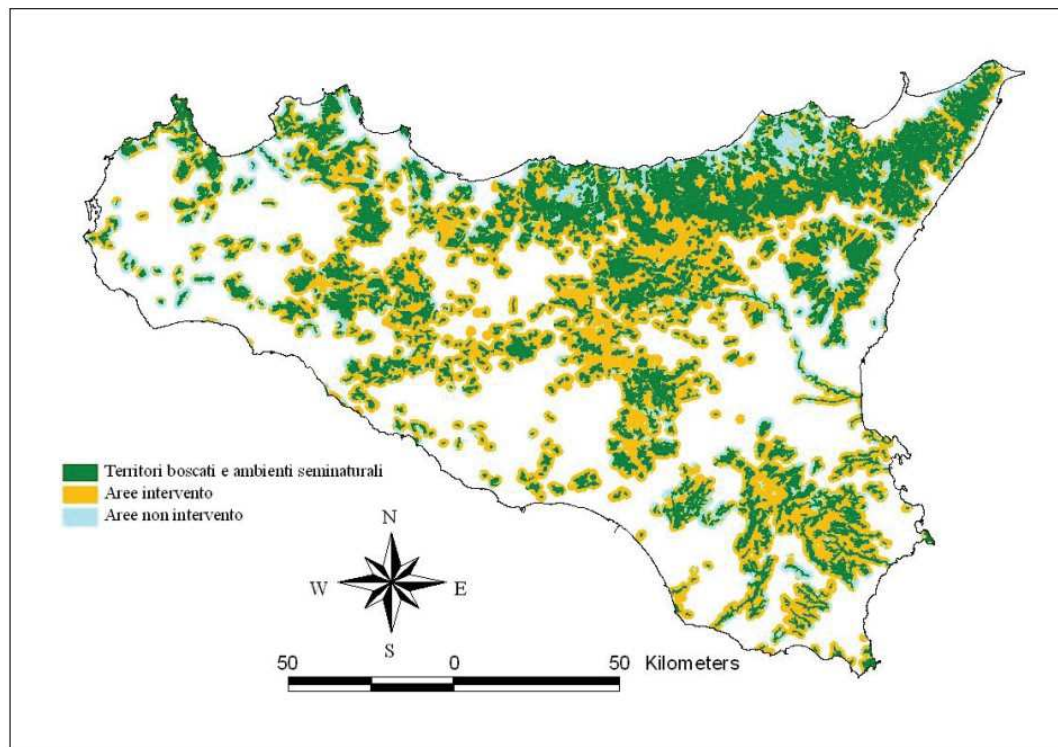 Territori boscati e ambienti seminaturali
Aree intervento
Aree non intervento
N
W E
S
50 0 50 Kilometers